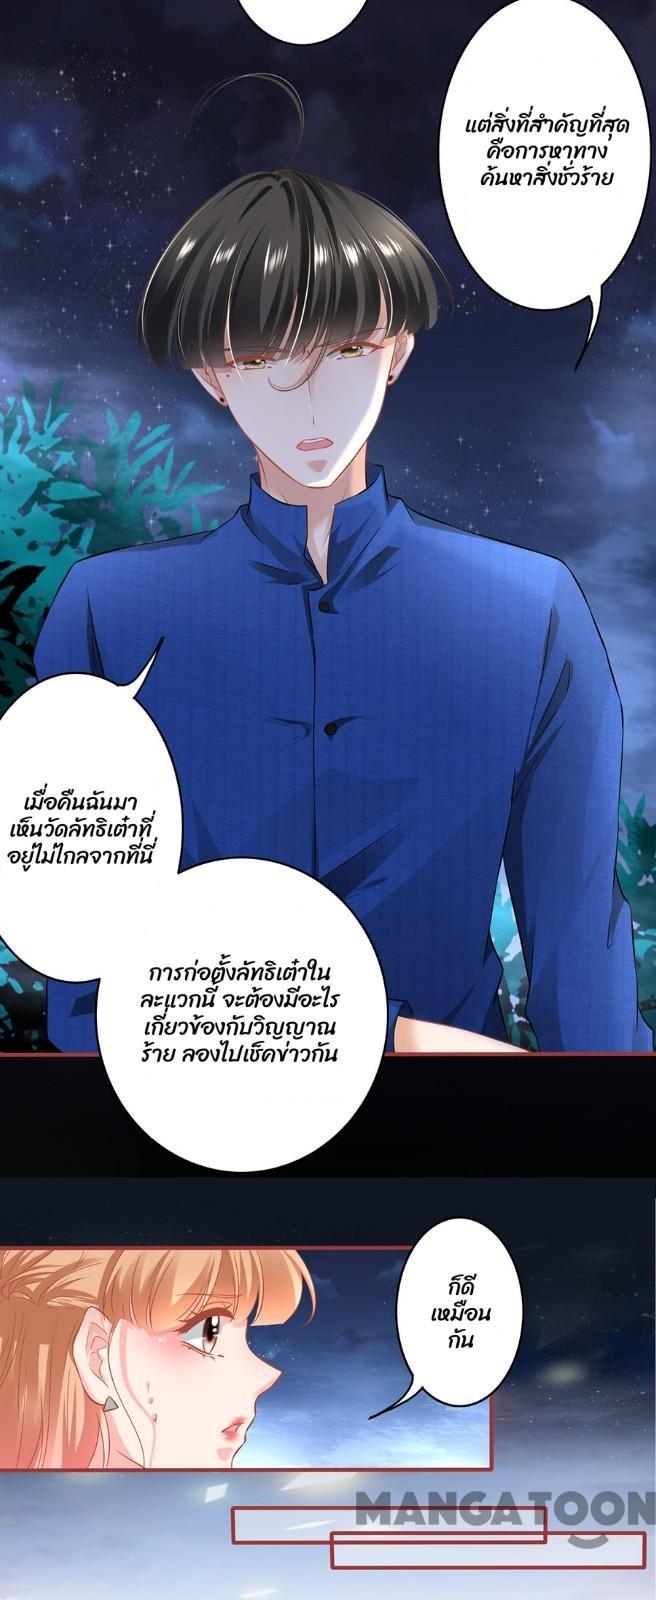 แต่สิ่งที่สำคัญที่สุด
คือการหาทาง
ค้นหาสิ่งชั่วร้าย
เมื่อคืนฉันมา
เห็นวัดลัทธิเต๋าที่
อยู่ไม่ไกลจากที่นี่
การก่อตั้งลัทธิเต๋าใน
ละแวกนี้ จะต้องมีอะไร
เกี่ยวข้องกับวิญญาณ
ร้าย ลองไปเช็คข่าวกัน
ก็ดี
เหมือน
กัน
MANGATOON